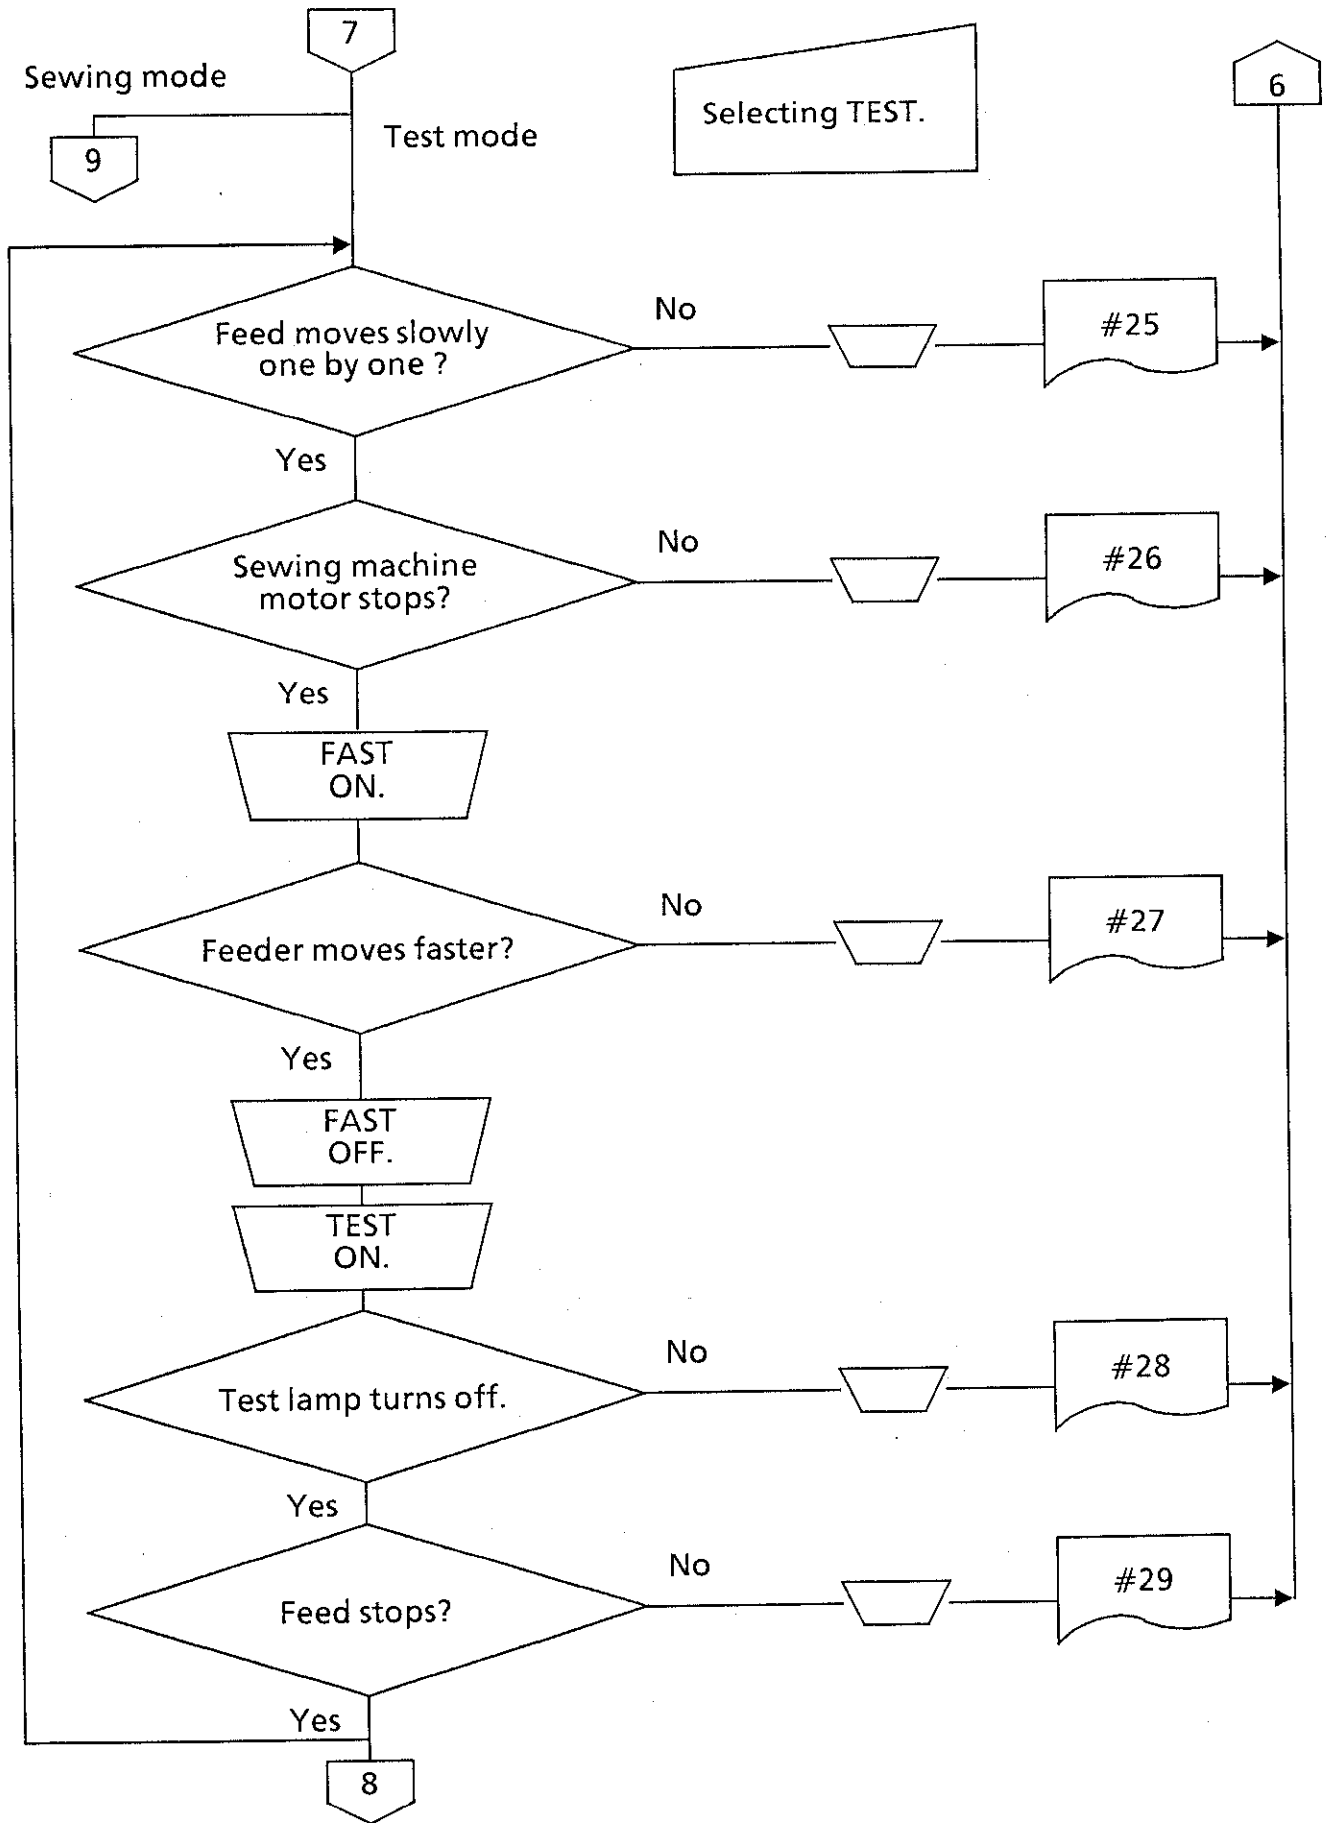 7
6
Sewing mode
Selecting TEST.
Test mode
9
Feed moves slowly
one by one ?
No
#25
Yes
Sewing machine
motor stops?
No
#26
Yes
FAST
ON.
Feeder moves faster?
No
#27
Yes
FAST
OFF.
TEST
ON.
Test lamp turns off.
No
#28
Yes
Feed stops?
No
#29
Yes
8